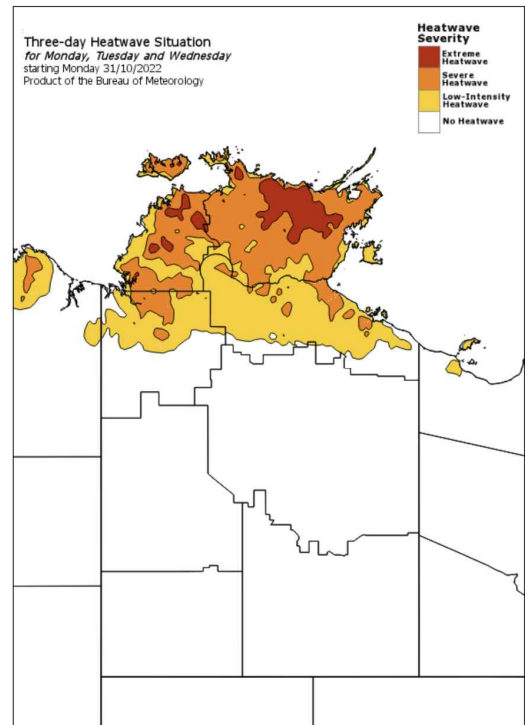 Three-day Heatwave Situation
for Monday, Tuesday and Wednesday
starting Monday 31/10/2022
Product of the Bureau of Meteorology
Heatwave
Severity
Extreme
Heatwave
Severe
Heatwave
Low-Intensity
Heatwave
No Heatwave